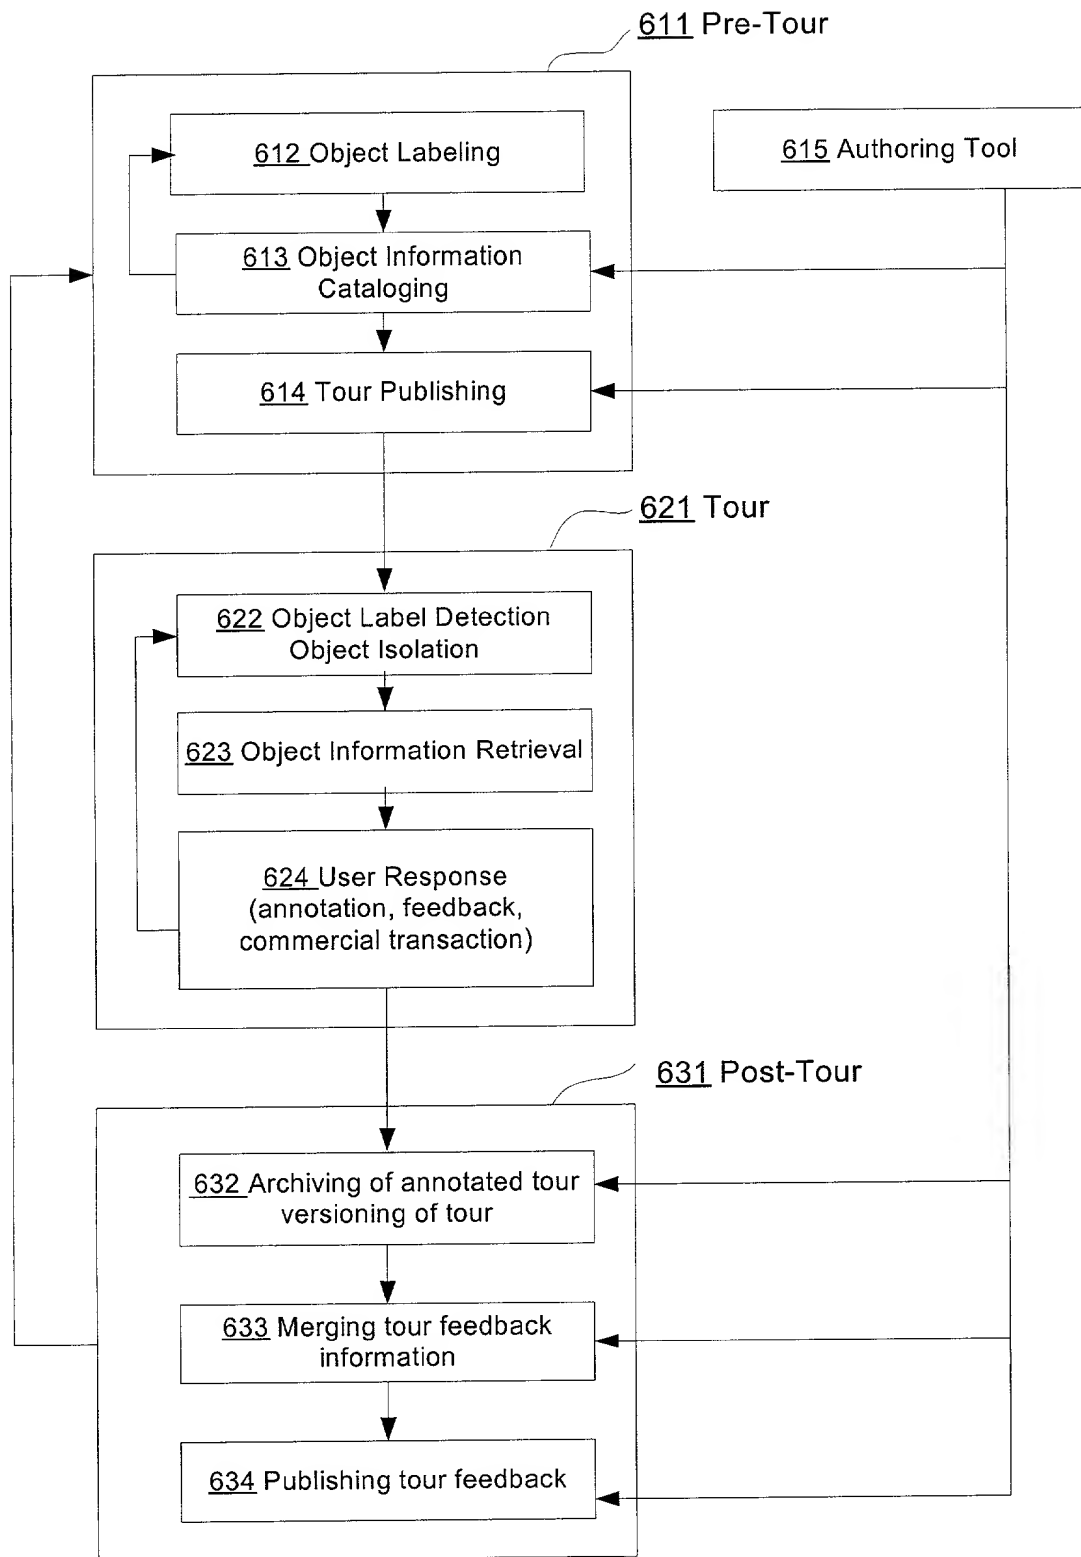 611 Pre-Tour
612 Object Labeling
615 Authoring Tool
613 Object Information
Cataloging
614 Tour Publishing
621 Tour
622 Object Label Detection
Object Isolation
623 Object Information Retrieval
624 User Response
(annotation, feedback,
commercial transaction)
631 Post-Tour
632 Archiving of annotated tour
versioning of tour
633 Merging tour feedback
information
634 Publishing tour feedback